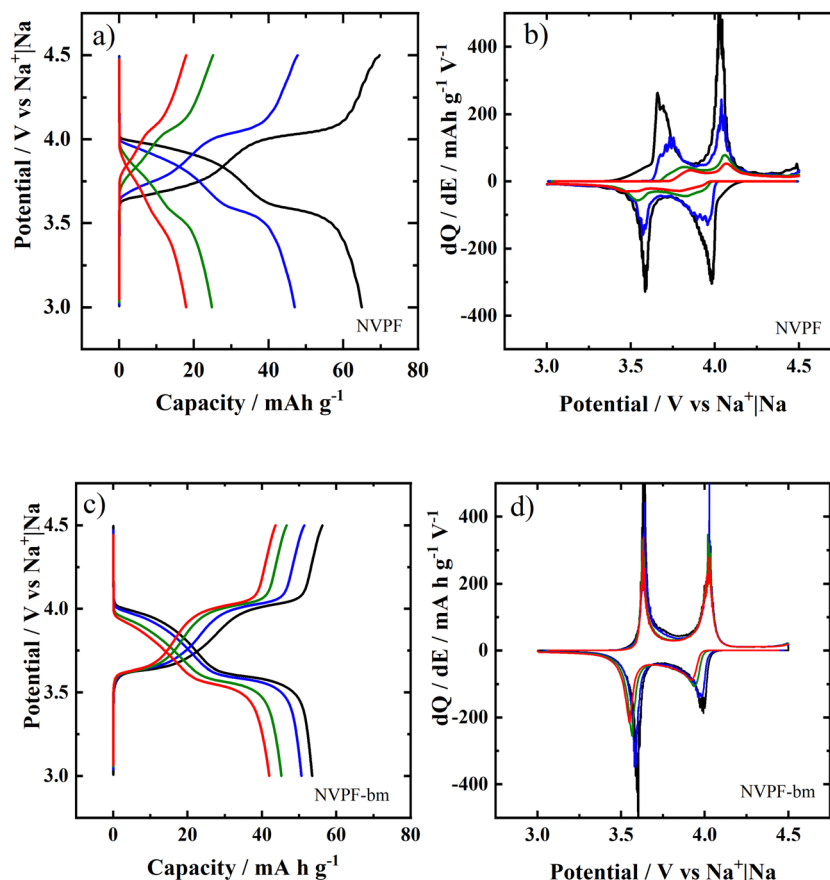 a)
Potential / V vs Na⁺|Na
4.5
4.0
3.5
3.0
0 20 40 60 80
Capacity / mAh g⁻¹
NVPF
b)
dQ / dE / mAh g⁻¹ V⁻¹
400
200
0
-200
-400
3.0 3.5 4.0 4.5
Potential / V vs Na⁺|Na
NVPF
c)
Potential / V vs Na⁺|Na
4.5
4.0
3.5
3.0
0 20 40 60 80
Capacity / mA h g⁻¹
NVPF-bm
d)
dQ / dE / mA h g⁻¹ V⁻¹
400
200
0
-200
-400
3.0 3.5 4.0 4.5
Potential / V vs Na⁺|Na
NVPF-bm